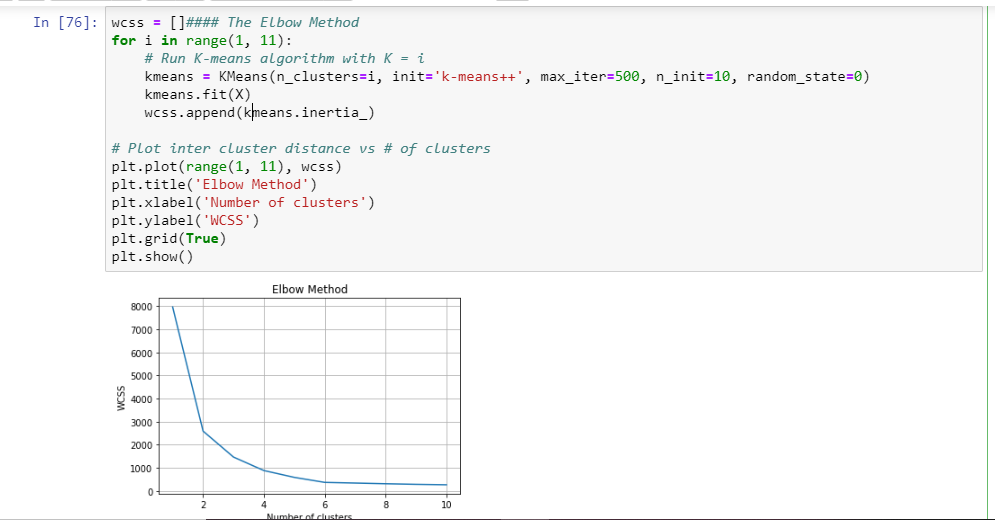 In [76]: wcss = []#### The Elbow Method
for i in range(1, 11):
# Run K-means algorithm with K = i
kmeans = KMeans(n_clusters=i, init='k-means++', max_iter=500, n_init=10, random_state=0)
kmeans.fit(X)
wcss.append(kmeans.inertia_)
# Plot inter cluster distance vs # of clusters
plt.plot(range(1, 11), wcss)
plt.title('Elbow Method')
plt.xlabel('Number of clusters')
plt.ylabel('WCSS')
plt.grid(True)
plt.show()
Elbow Method
8000
7000
6000
5000
4000
3000
2000
1000
0
WCSS
2 4 6 8 10
Number of clusters